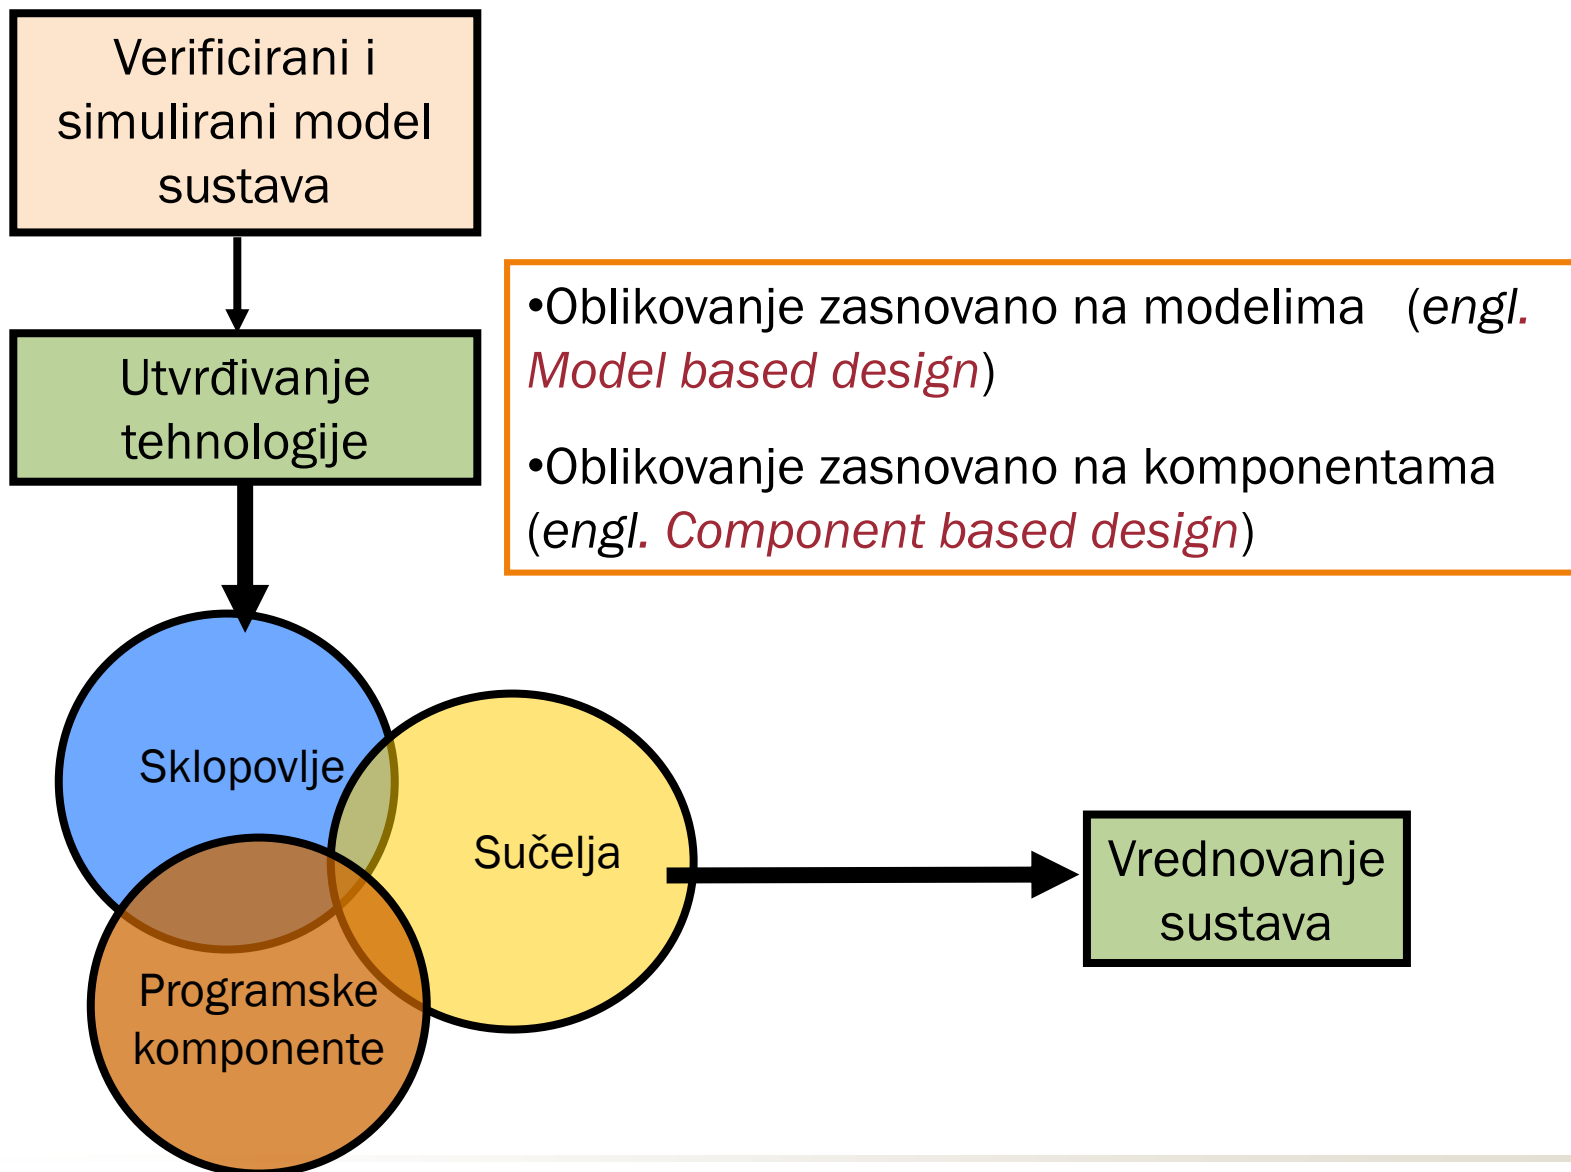 Verificirani i
simulirani model
sustava
Utvrđivanje
tehnologije
•Oblikovanje zasnovano na modelima (engl.
Model based design)
•Oblikovanje zasnovano na komponentama
(engl. Component based design)
Sklopovlje
Sučelja
Programske
komponente
Vrednovanje
sustava